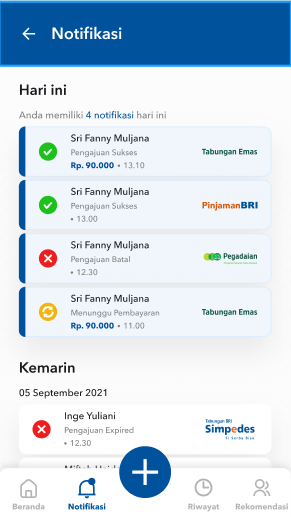 Notifikasi
Hari ini
Anda memiliki 4 notifikasi hari ini
Sri Fanny Muljana
Pengajuan Sukses
Rp. 90.000 • 13.10
Tabungan Emas
Sri Fanny Muljana
Pengajuan Sukses
• 13.00
PinjamanBRI
Sri Fanny Muljana
Pengajuan Batal
• 12.30
Pegadaian
Sri Fanny Muljana
Menunggu Pembayaran
Rp. 90.000 • 11.00
Tabungan Emas
Kemarin
05 September 2021
Inge Yuliani
Pengajuan Expired
• 12.30
Tabungan BRI
Simpedes
Beranda
Notifikasi
Riwayat
Rekomendasi